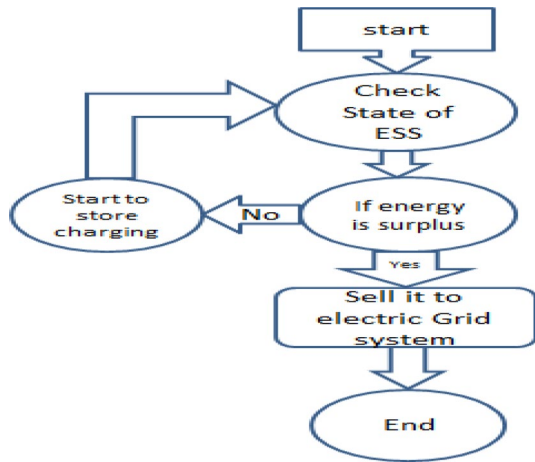 start
Check
State of
ESS
If energy
is surplus
No
Start to
store
charging
Yes
Sell it to
electric Grid
system
End